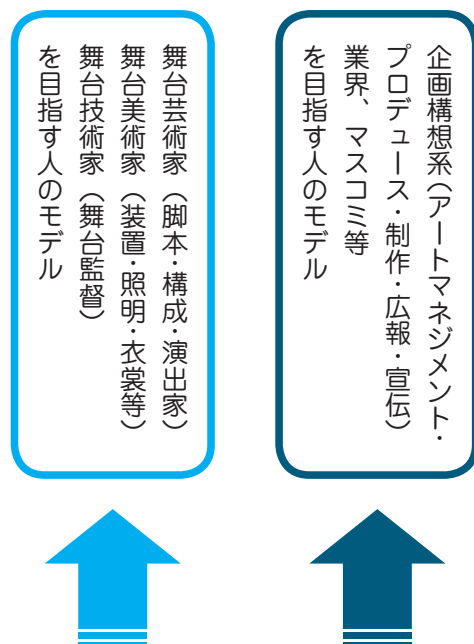 企画構想系（アートマネジメント・
プロデュース・制作・広報・宣伝）
業界、マスコミ等
を目指す人のモデル
舞台芸術家（脚本・構成・演出家）
舞台美術家（装置・照明・衣裳等）
舞台技術家（舞台監督）
を目指す人のモデル